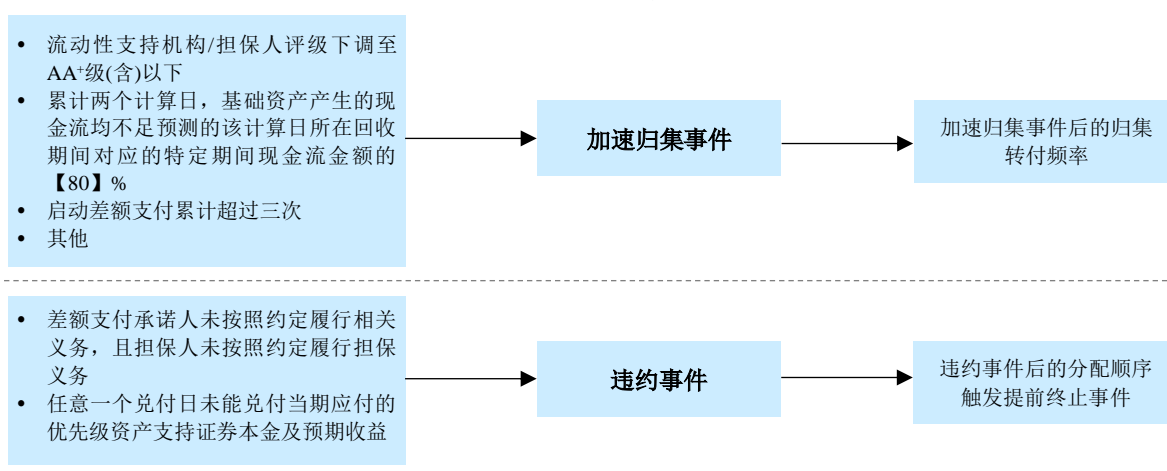 • 流动性支持机构/担保人评级下调至
AA⁺级(含)以下
• 累计两个计算日，基础资产产生的现
金流均不足预测的该计算日所在回收
期间对应的特定期间现金流金额的
【80】%
• 启动差额支付累计超过三次
• 其他
加速归集事件
加速归集事件后的归集
转付频率
• 差额支付承诺人未按照约定履行相关
义务，且担保人未按照约定履行担保
义务
• 任意一个兑付日未能兑付当期应付的
优先级资产支持证券本金及预期收益
违约事件
违约事件后的分配顺序
触发提前终止事件